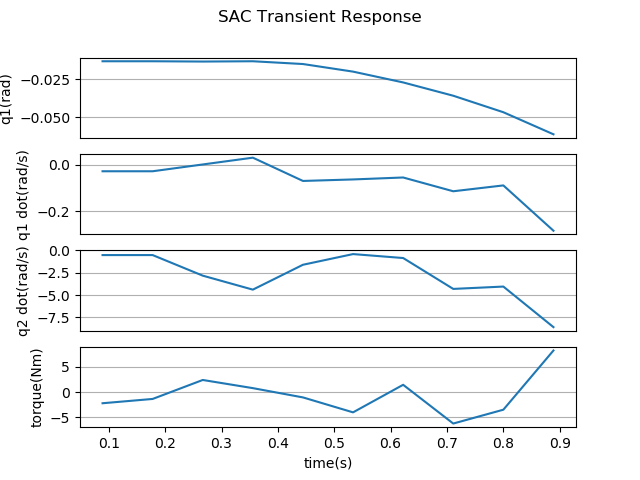 SAC Transient Response
q1(rad)
−0.025
−0.050
q1 dot(rad/s)
0.0
−0.2
q2 dot(rad/s)
0.0
−2.5
−5.0
−7.5
torque(Nm)
5
0
−5
0.1 0.2 0.3 0.4 0.5 0.6 0.7 0.8 0.9
time(s)